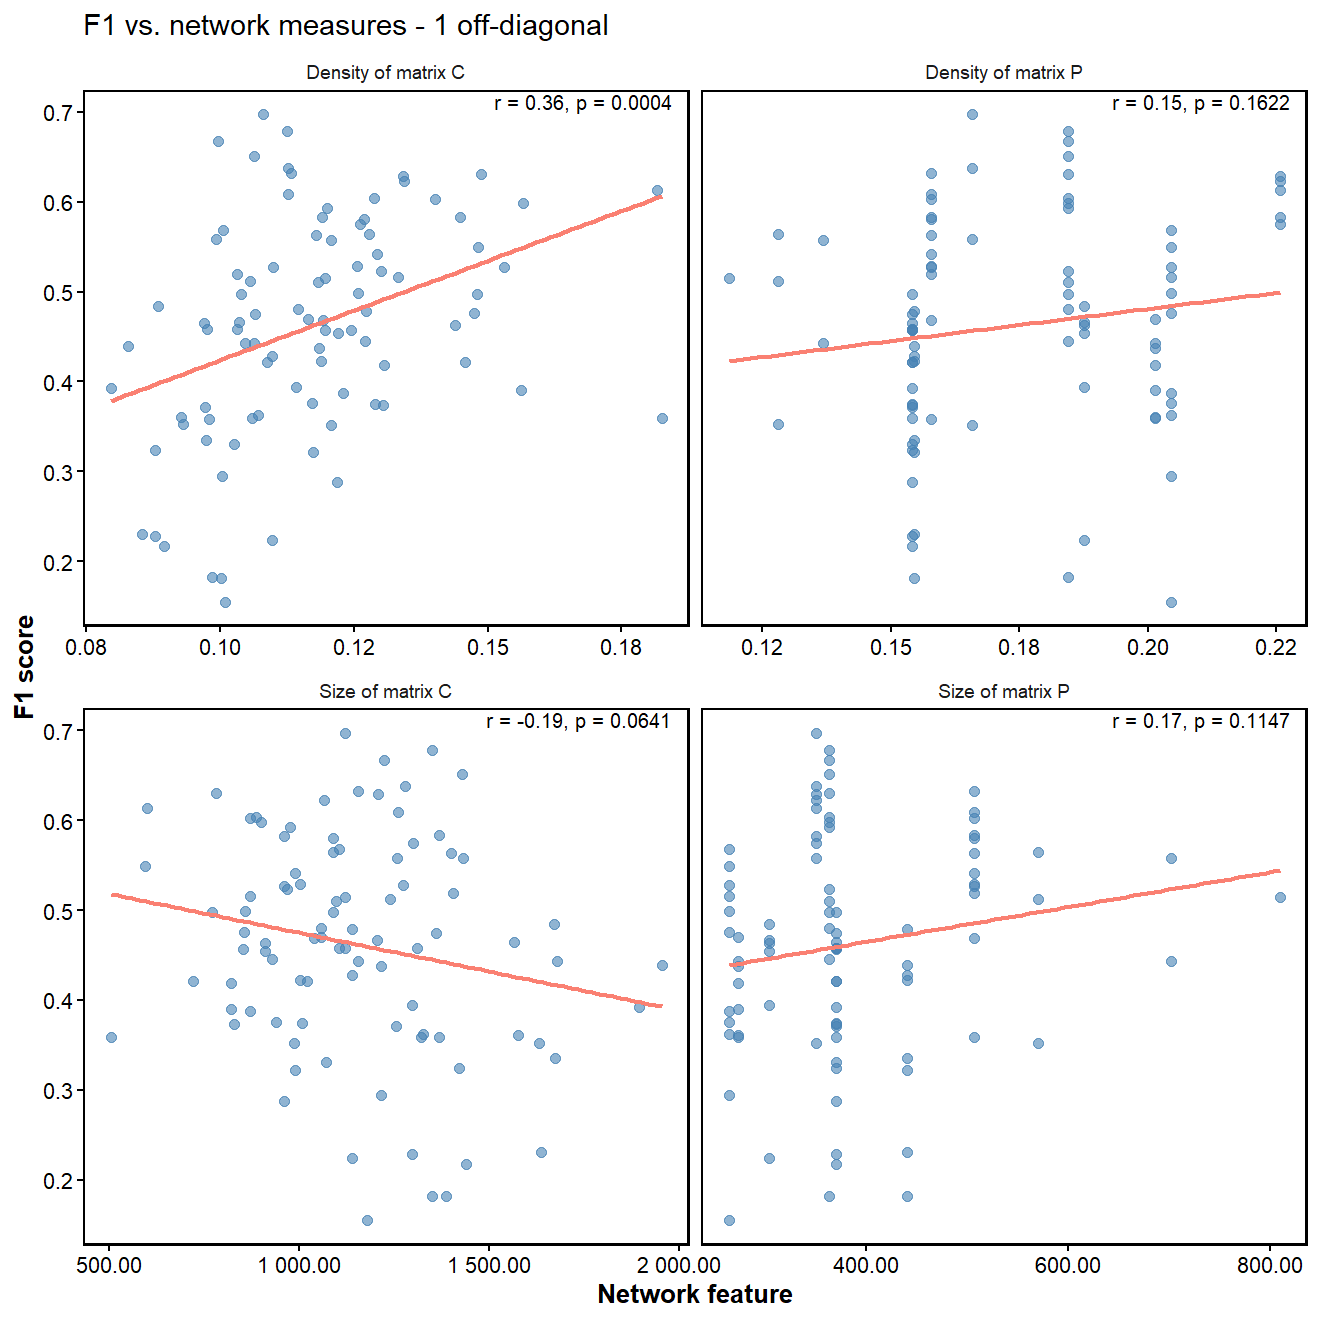 F1 vs. network measures - 1 off-diagonal
Density of matrix C
Density of matrix P
r = 0.36, p = 0.0004
r = 0.15, p = 0.1622
0.7
0.6
0.5
0.4
0.3
0.2
0.08 0.10 0.12 0.15 0.18
0.12 0.15 0.18 0.20 0.22
F1 score
Size of matrix C
Size of matrix P
r = -0.19, p = 0.0641
r = 0.17, p = 0.1147
0.7
0.6
0.5
0.4
0.3
0.2
500.00 1 000.00 1 500.00 2 000.00
400.00 600.00 800.00
Network feature